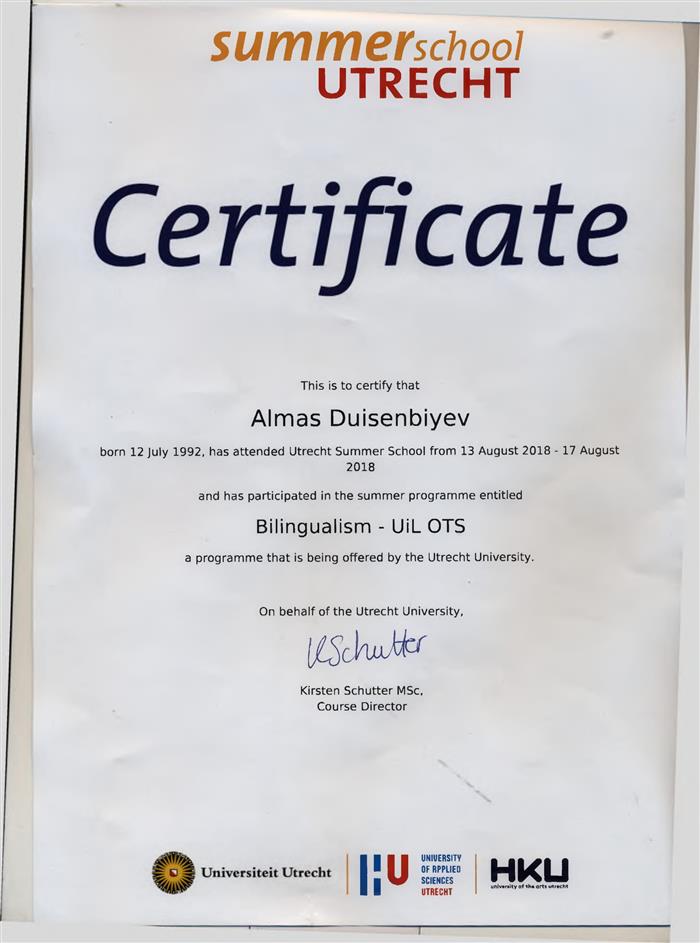 summerschool
UTRECHT
Certificate
This is to certify that
Almas Duisenbiyev
born 12 July 1992, has attended Utrecht Summer School from 13 August 2018 - 17 August
2018
and has participated in the summer programme entitled
Bilingualism - UiL OTS
a programme that is being offered by the Utrecht University.
On behalf of the Utrecht University,
KSchutter
Kirsten Schutter MSc,
Course Director
Universiteit Utrecht
HU
UNIVERSITY
OF APPLIED
SCIENCES
UTRECHT
HKU
university of the arts utrecht